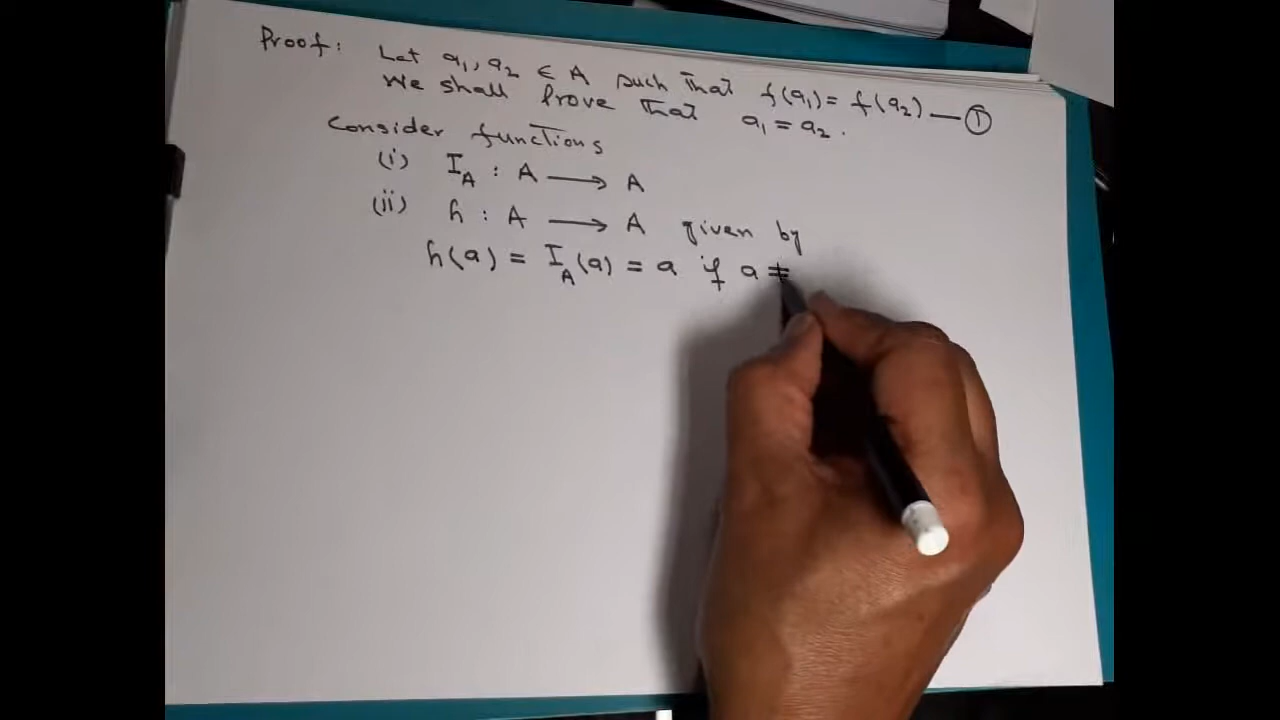 Proof: Let a₁, a₂ ∈ A such that f(a₁) = f(a₂) — ①
We shall prove that a₁ = a₂.
Consider functions
(i) I_A : A ⟶ A
(ii) h : A ⟶ A given by
h(a) = I_A(a) = a if a ≠